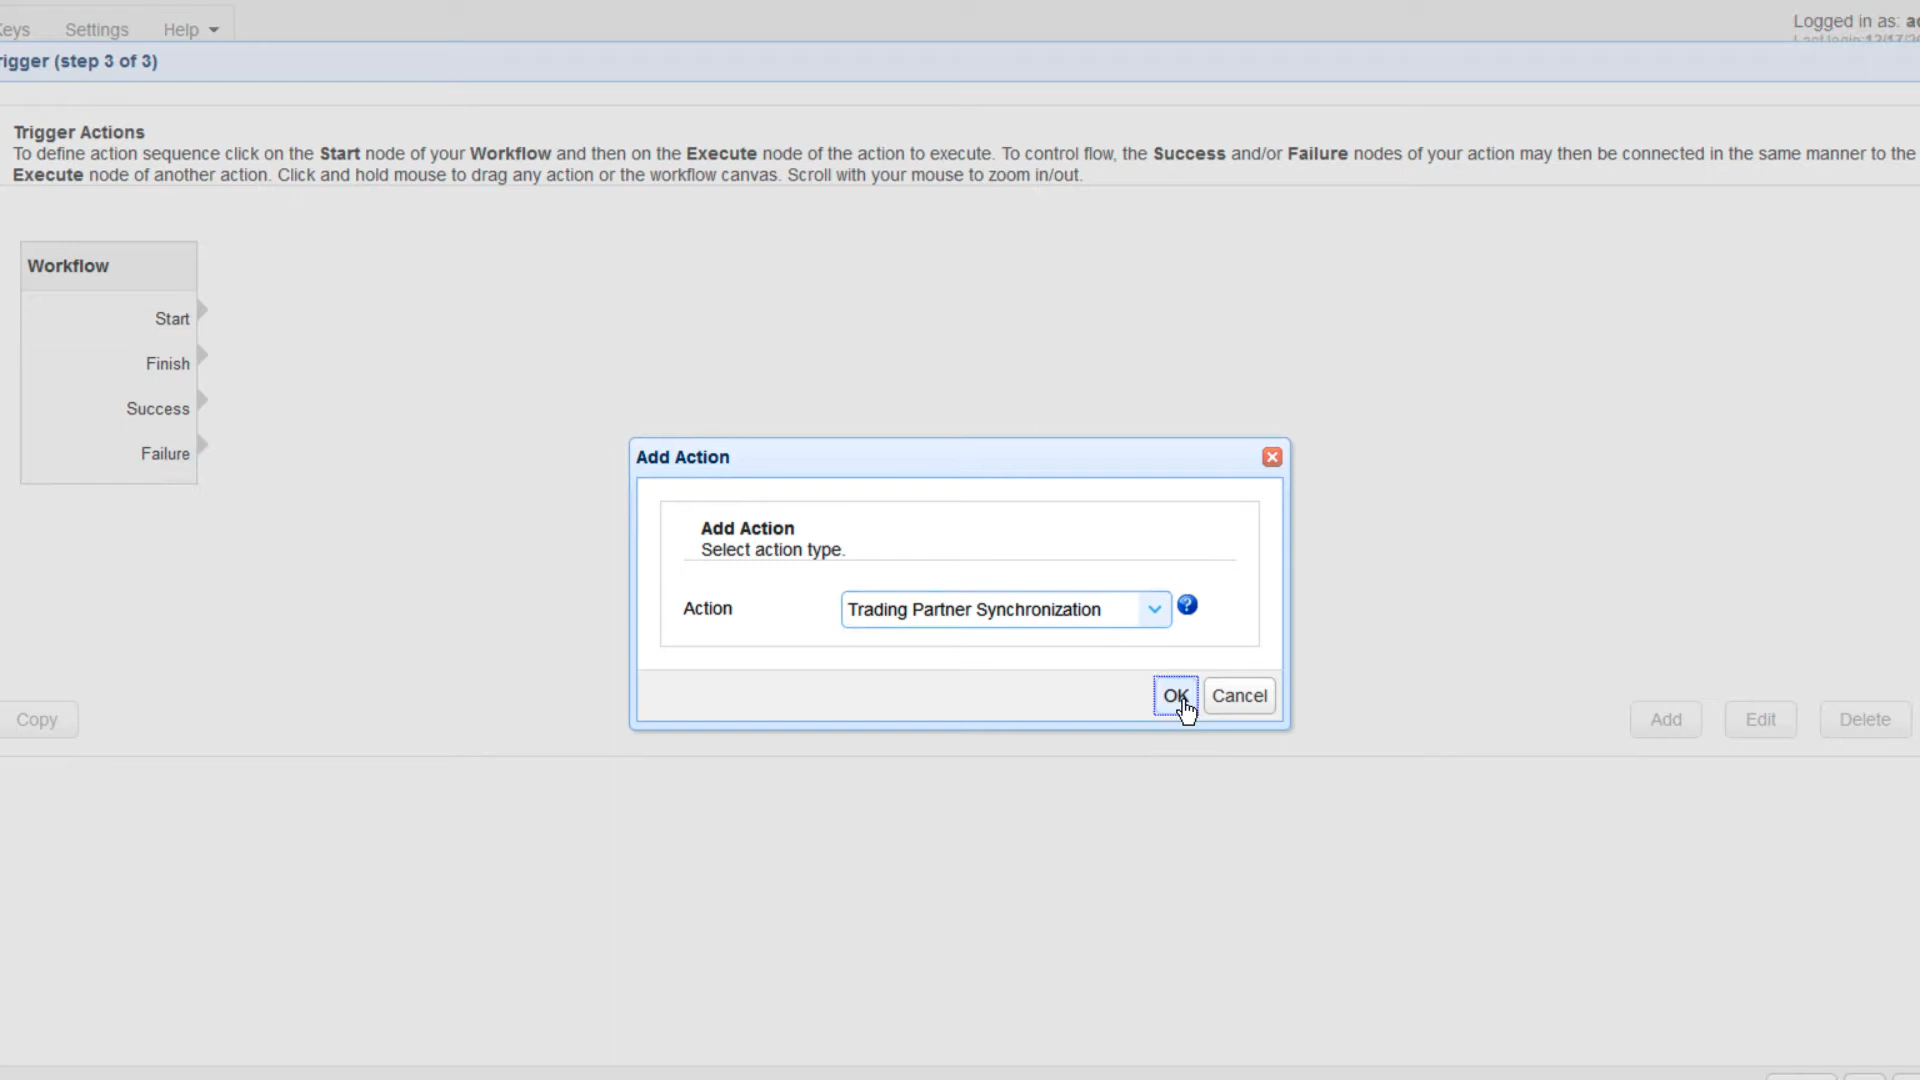 Keys Settings Help
Logged in as:
rigger (step 3 of 3)
Trigger Actions
To define action sequence click on the Start node of your Workflow and then on the Execute node of the action to execute. To control flow, the Success and/or Failure nodes of your action may then be connected in the same manner to the
Execute node of another action. Click and hold mouse to drag any action or the workflow canvas. Scroll with your mouse to zoom in/out.
Workflow
Start
Finish
Success
Failure
Add Action
Add Action
Select action type.
Action Trading Partner Synchronization
OK Cancel
Copy Add Edit Delete